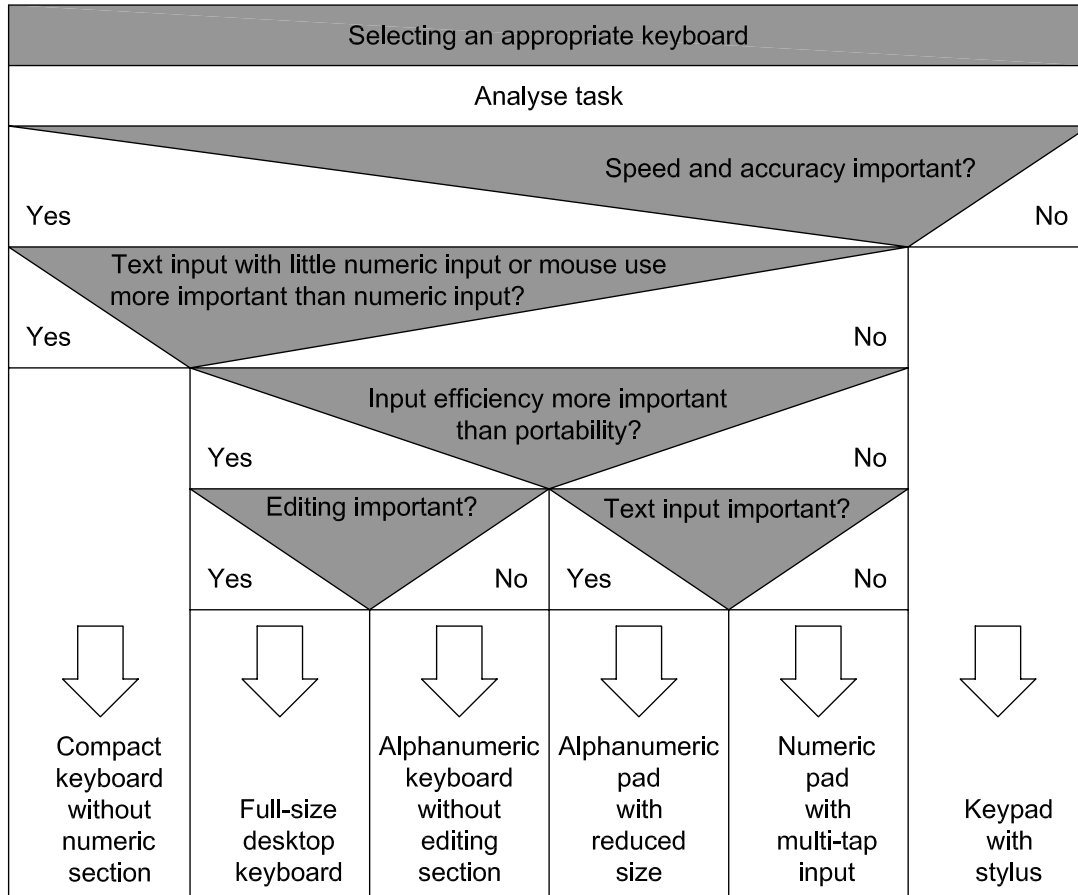 Selecting an appropriate keyboard
Analyse task
Speed and accuracy important?
Yes
No
Text input with little numeric input or mouse use
more important than numeric input?
Yes
No
Input efficiency more important
than portability?
Yes
No
Editing important?
Text input important?
Yes
No
Yes
No
Compact
keyboard
without
numeric
section
Full-size
desktop
keyboard
Alphanumeric
keyboard
without
editing
section
Alphanumeric
pad
with
reduced
size
Numeric
pad
with
multi-tap
input
Keypad
with
stylus